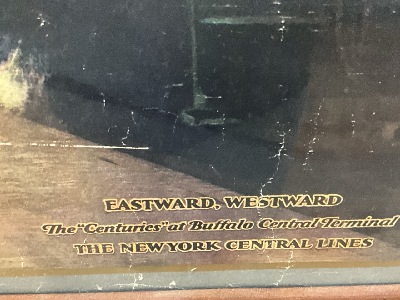 EASTWARD, WESTWARD
The "Centuries" at Buffalo Central Terminal
THE NEW YORK CENTRAL LINES